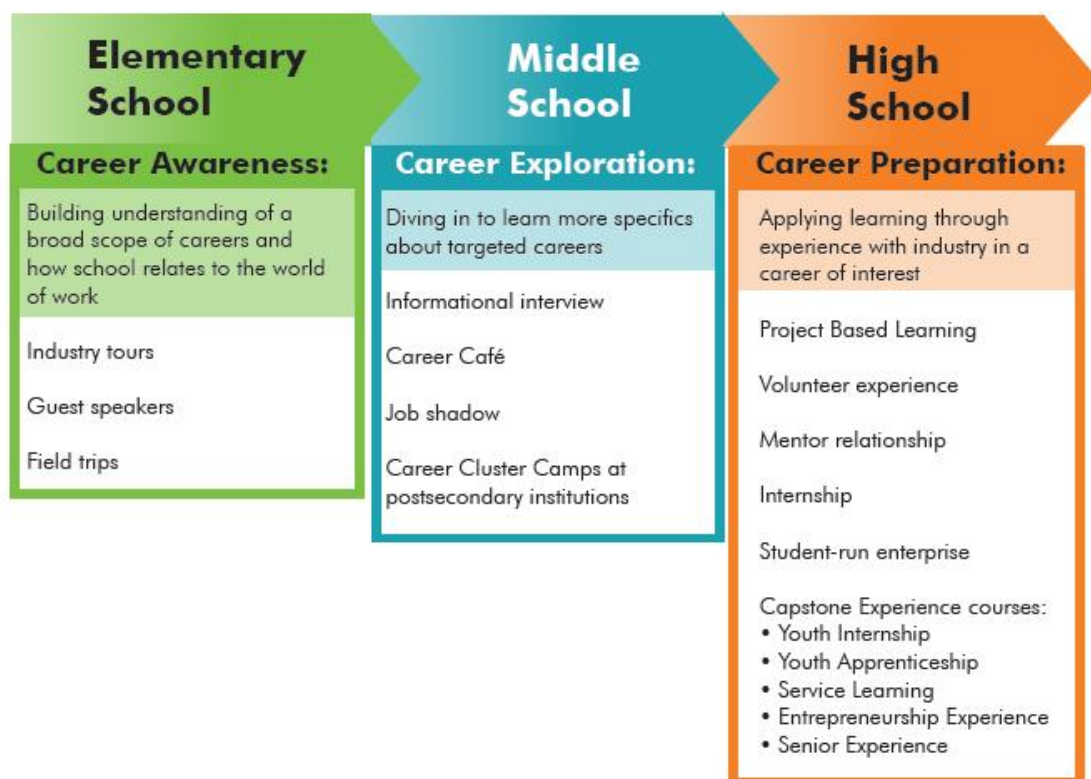 Elementary
School
Career Awareness:
Building understanding of a
broad scope of careers and
how school relates to the world
of work
Industry tours
Guest speakers
Field trips
Middle
School
Career Exploration:
Diving in to learn more specifics
about targeted careers
Informational interview
Career Café
Job shadow
Career Cluster Camps at
postsecondary institutions
High
School
Career Preparation:
Applying learning through
experience with industry in a
career of interest
Project Based Learning
Volunteer experience
Mentor relationship
Internship
Student-run enterprise
Capstone Experience courses:
• Youth Internship
• Youth Apprenticeship
• Service Learning
• Entrepreneurship Experience
• Senior Experience